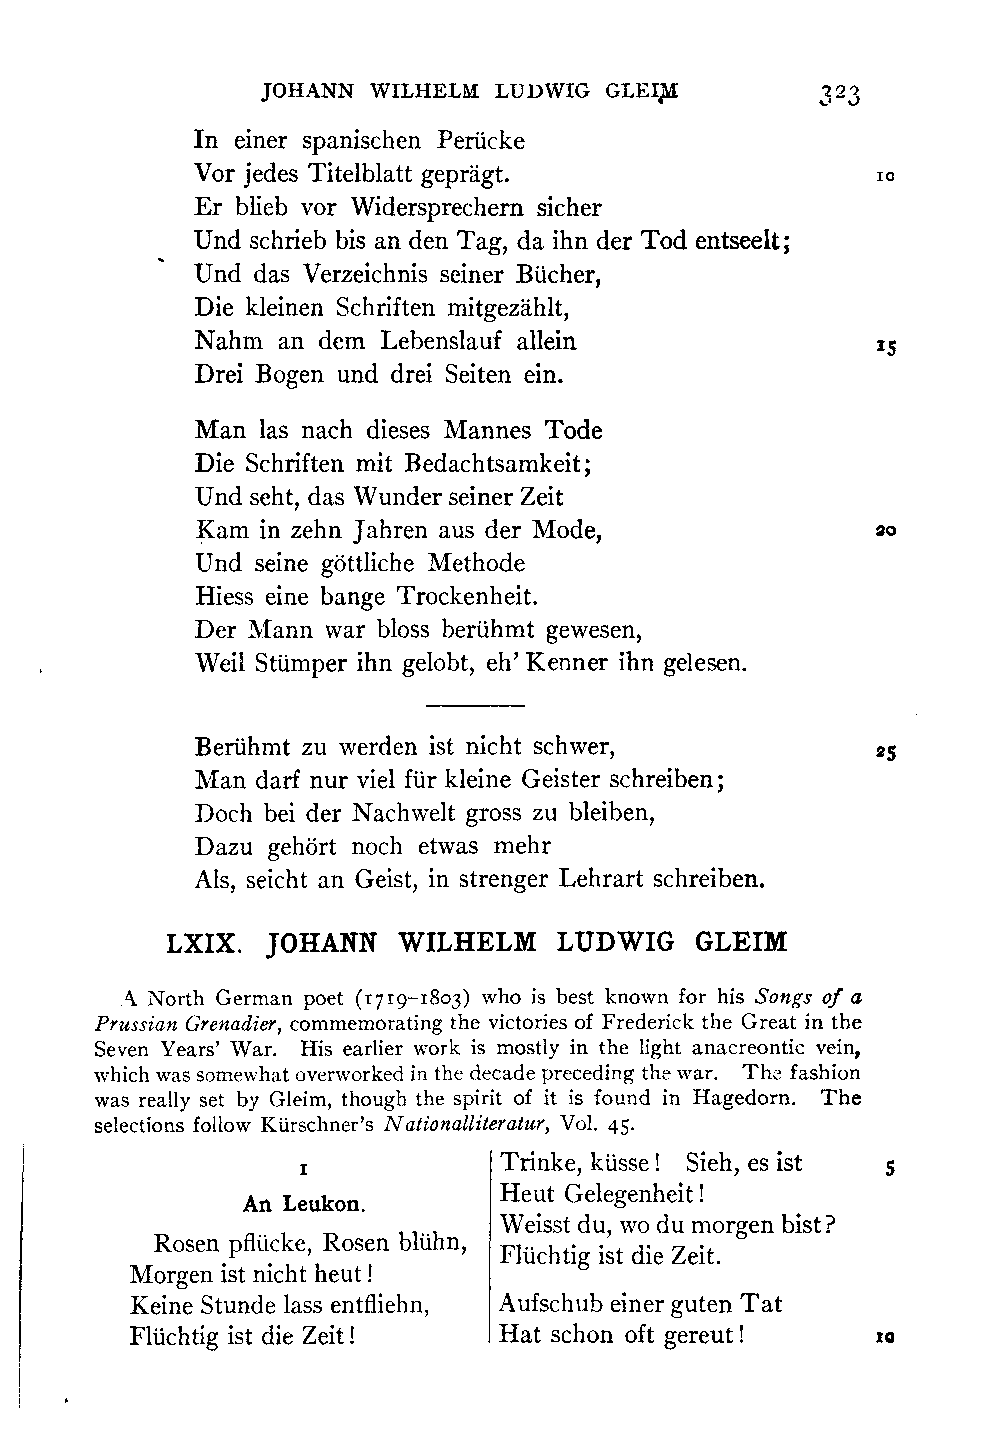 JOHANN WILHELM LUDWIG GLEIM 323
In einer spanischen Perücke
Vor jedes Titelblatt geprägt. 10
Er blieb vor Widersprechern sicher
Und schrieb bis an den Tag, da ihn der Tod entseelt;
Und das Verzeichnis seiner Bücher,
Die kleinen Schriften mitgezählt,
Nahm an dem Lebenslauf allein 15
Drei Bogen und drei Seiten ein.
Man las nach dieses Mannes Tode
Die Schriften mit Bedachtsamkeit;
Und seht, das Wunder seiner Zeit
Kam in zehn Jahren aus der Mode, 20
Und seine göttliche Methode
Hiess eine bange Trockenheit.
Der Mann war bloss berühmt gewesen,
Weil Stümper ihn gelobt, eh' Kenner ihn gelesen.
Berühmt zu werden ist nicht schwer, 25
Man darf nur viel für kleine Geister schreiben;
Doch bei der Nachwelt gross zu bleiben,
Dazu gehört noch etwas mehr
Als, seicht an Geist, in strenger Lehrart schreiben.
LXIX. JOHANN WILHELM LUDWIG GLEIM
A North German poet (1719–1803) who is best known for his Songs of a
Prussian Grenadier, commemorating the victories of Frederick the Great in the
Seven Years' War. His earlier work is mostly in the light anacreontic vein,
which was somewhat overworked in the decade preceding the war. The fashion
was really set by Gleim, though the spirit of it is found in Hagedorn. The
selections follow Kürschner's Nationalliteratur, Vol. 45.
1
An Leukon.
Rosen pflücke, Rosen blühn,
Morgen ist nicht heut!
Keine Stunde lass entfliehn,
Flüchtig ist die Zeit!
Trinke, küsse! Sieh, es ist 5
Heut Gelegenheit!
Weisst du, wo du morgen bist?
Flüchtig ist die Zeit.
Aufschub einer guten Tat
Hat schon oft gereut! 10